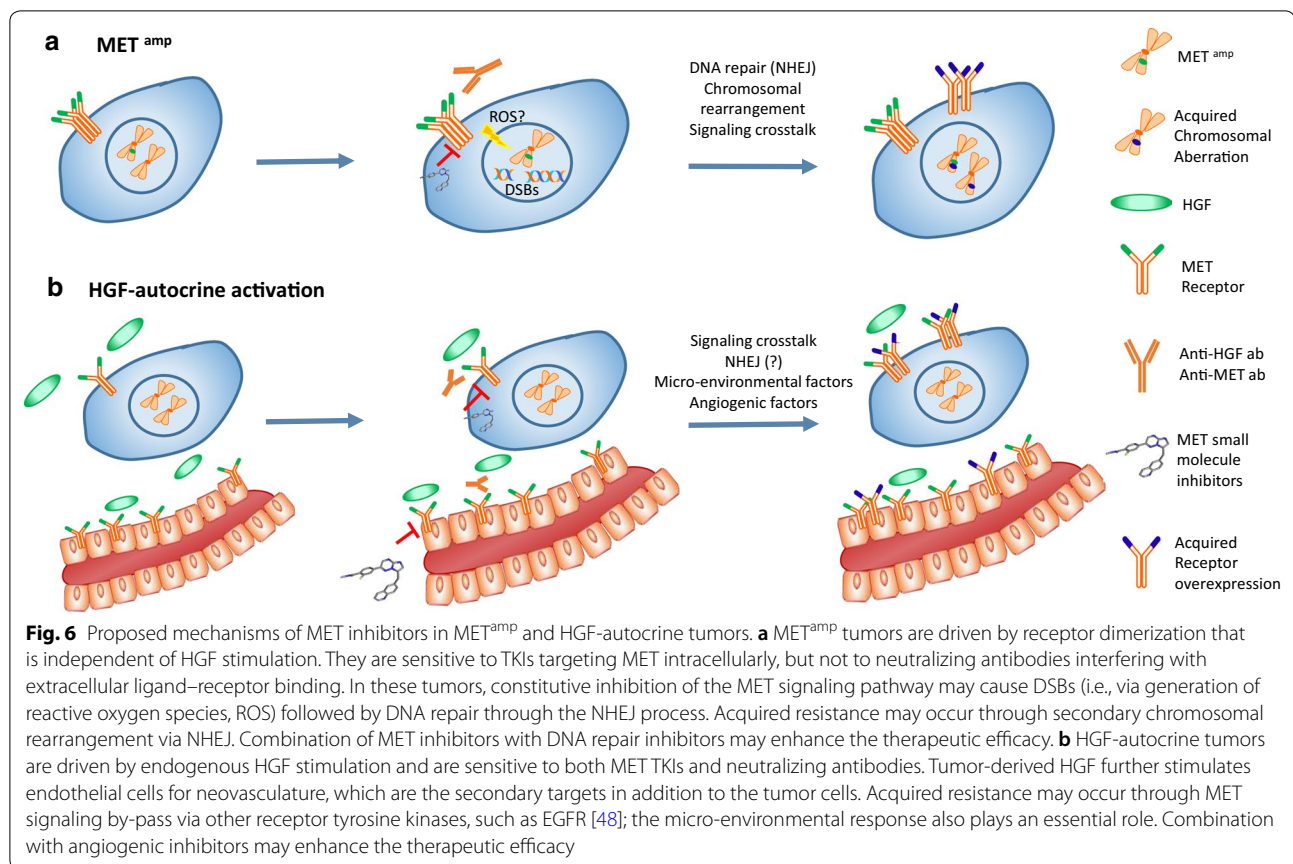 a MET amp
ROS?
DSBs
DNA repair (NHEJ)
Chromosomal
rearrangement
Signaling crosstalk
MET amp
Acquired
Chromosomal
Aberration
HGF
MET
Receptor
Anti-HGF ab
Anti-MET ab
MET small
molecule
inhibitors
Acquired
Receptor
overexpression
b HGF-autocrine activation
Signaling crosstalk
NHEJ (?)
Micro-environmental factors
Angiogenic factors
Fig. 6 Proposed mechanisms of MET inhibitors in METamp and HGF-autocrine tumors. a METamp tumors are driven by receptor dimerization that
is independent of HGF stimulation. They are sensitive to TKIs targeting MET intracellularly, but not to neutralizing antibodies interfering with
extracellular ligand–receptor binding. In these tumors, constitutive inhibition of the MET signaling pathway may cause DSBs (i.e., via generation of
reactive oxygen species, ROS) followed by DNA repair through the NHEJ process. Acquired resistance may occur through secondary chromosomal
rearrangement via NHEJ. Combination of MET inhibitors with DNA repair inhibitors may enhance the therapeutic efficacy. b HGF-autocrine tumors
are driven by endogenous HGF stimulation and are sensitive to both MET TKIs and neutralizing antibodies. Tumor-derived HGF further stimulates
endothelial cells for neovasculature, which are the secondary targets in addition to the tumor cells. Acquired resistance may occur through MET
signaling by-pass via other receptor tyrosine kinases, such as EGFR [48]; the micro-environmental response also plays an essential role. Combination
with angiogenic inhibitors may enhance the therapeutic efficacy